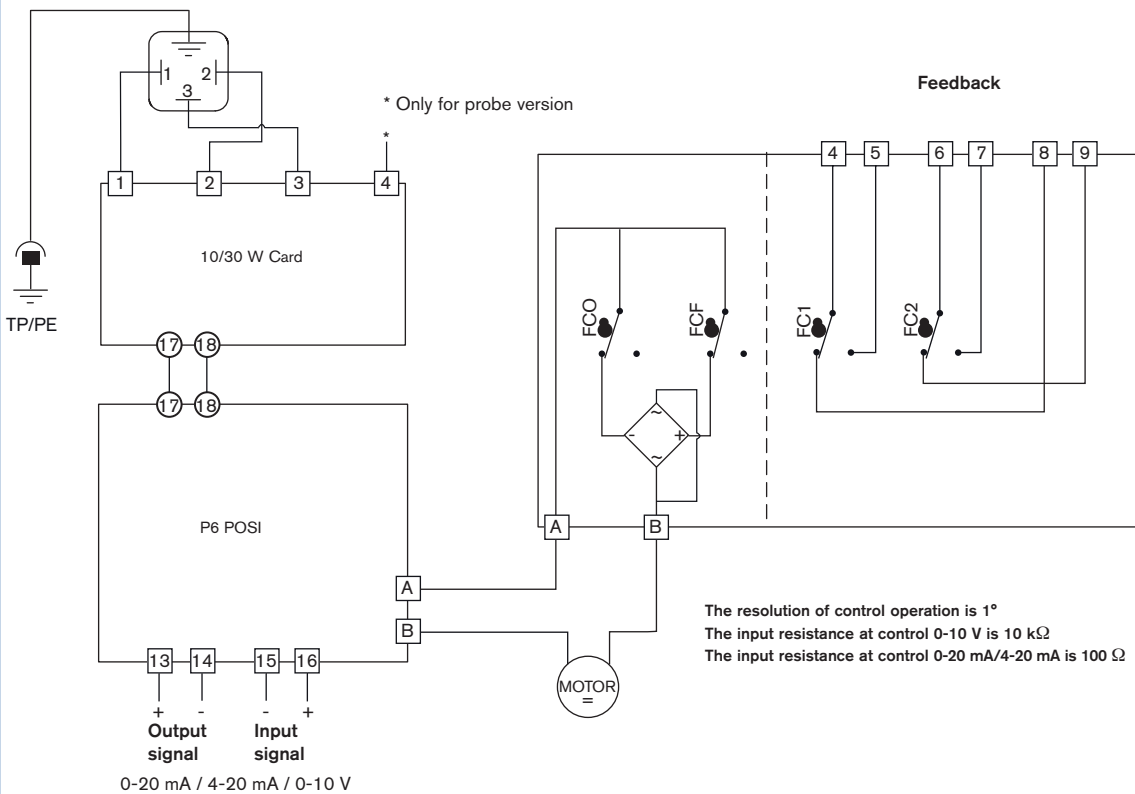 1 2
3
* Only for probe version
*
Feedback
4 5 6 7 8 9
1 2 3 4
10/30 W Card
TP/PE
FCO FCF FC1 FC2
17 18
17 18
~
- +
~
P6 POSI
A B
A
B
The resolution of control operation is 1°
The input resistance at control 0-10 V is 10 kΩ
The input resistance at control 0-20 mA/4-20 mA is 100 Ω
13 14 15 16
MOTOR
=
+ - - +
Output
signal
Input
signal
0-20 mA / 4-20 mA / 0-10 V